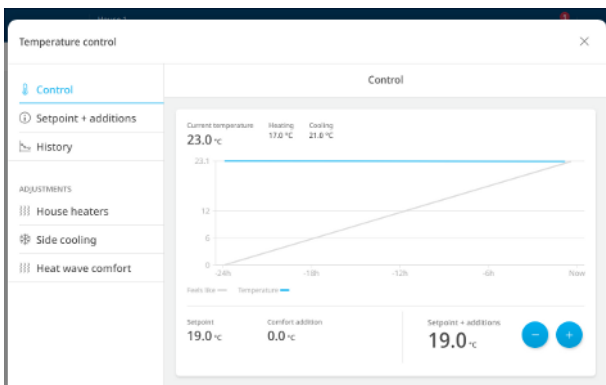 Temperature control
Control
Setpoint + additions
History
ADJUSTMENTS
House heaters
Side cooling
Heat wave comfort
Control
Current temperature Heating Cooling
23.0 °C 17.0 °C 21.0 °C
23.1
12
6
0
-24h -18h -12h -6h Now
Feels like Temperature
Setpoint Comfort addition Setpoint + additions
19.0 °C 0.0 °C 19.0 °C